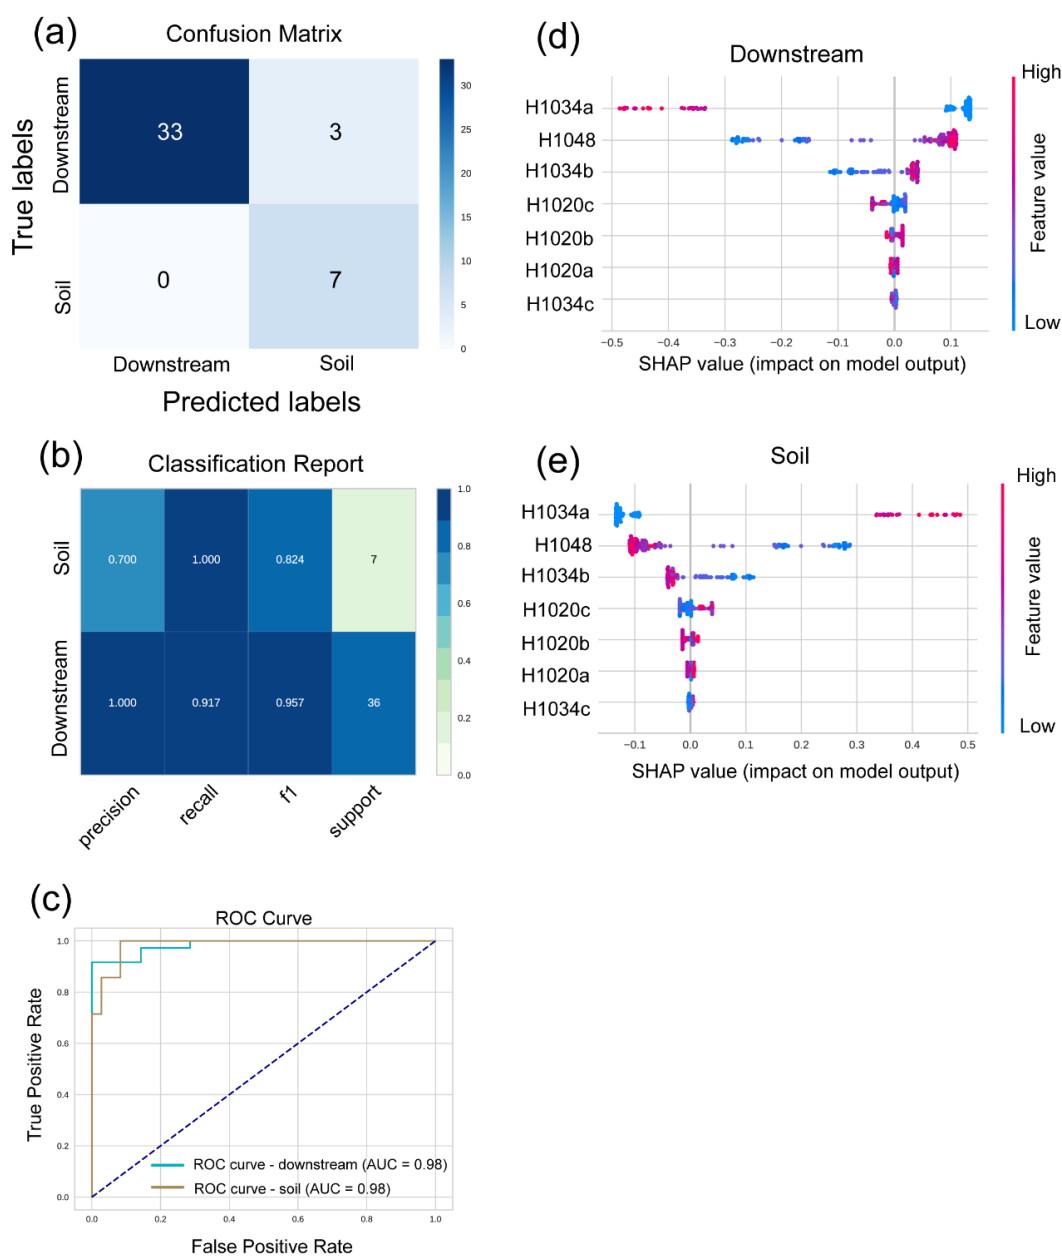 (a)
Confusion Matrix
True labels
Downstream
Soil
33
3
0
7
30
25
20
15
10
5
0
Downstream
Soil
Predicted labels
(b)
Classification Report
Soil
Downstream
0.700
1.000
0.824
7
1.000
0.917
0.957
36
1.0
0.8
0.6
0.4
0.2
0.0
precision
recall
f1
support
(c)
ROC Curve
True Positive Rate
1.0
0.8
0.6
0.4
0.2
0.0
ROC curve - downstream (AUC = 0.98)
ROC curve - soil (AUC = 0.98)
0.0
0.2
0.4
0.6
0.8
1.0
False Positive Rate
(d)
Downstream
H1034a
H1048
H1034b
H1020c
H1020b
H1020a
H1034c
−0.5
−0.4
−0.3
−0.2
−0.1
0.0
0.1
SHAP value (impact on model output)
High
Feature value
Low
(e)
Soil
H1034a
H1048
H1034b
H1020c
H1020b
H1020a
H1034c
−0.1
0.0
0.1
0.2
0.3
0.4
0.5
SHAP value (impact on model output)
High
Feature value
Low